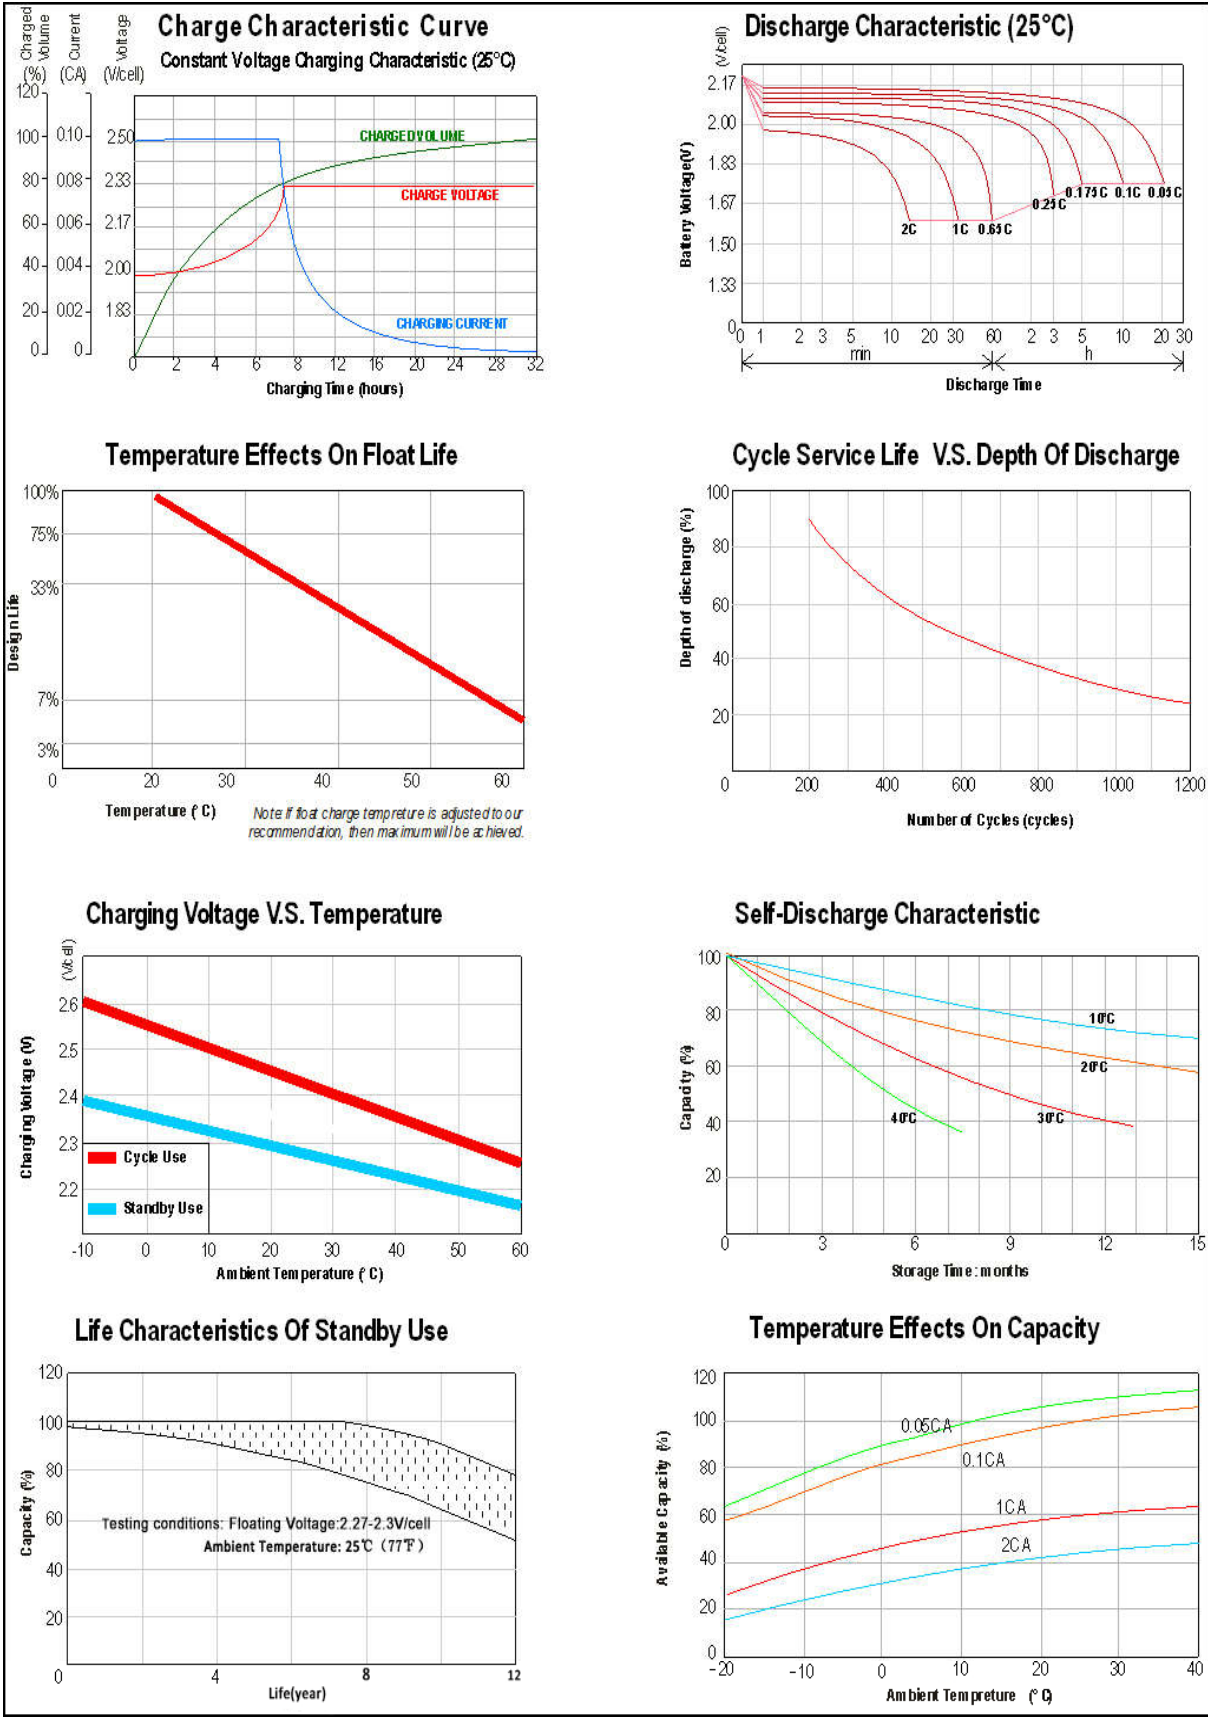 Charge Characteristic Curve
Constant Voltage Charging Characteristic (25°C)
Charged Volume (%)
Current (CA)
Voltage (V/cell)
120
100 0.10 2.50
80 0.08 2.33
60 0.06 2.17
40 0.04 2.00
20 0.02 1.83
0 0
CHARGED VOLUME
CHARGE VOLTAGE
CHARGING CURRENT
0 2 4 6 8 12 16 20 24 28 32
Charging Time (hours)
Discharge Characteristic (25°C)
(V/cell)
Battery Voltage(V)
2.17
2.00
1.83
1.67
1.50
1.33
0
2C 1C 0.65C 0.25C 0.175C 0.1C 0.05C
0 1 2 3 5 10 20 30 60 2 3 5 10 20 30
min h
Discharge Time
Temperature Effects On Float Life
Design Life
100%
75%
33%
7%
3%
0 20 30 40 50 60
Temperature (°C)
Note: If float charge tempreture is adjusted to our
recommendation, then maximum will be achieved.
Cycle Service Life V.S. Depth Of Discharge
Depth of discharge (%)
100
80
60
40
20
0 200 400 600 800 1000 1200
Number of Cycles (cycles)
Charging Voltage V.S. Temperature
(V/cell)
Charging Voltage (V)
2.6
2.5
2.4
2.3
2.2
Cycle Use
Standby Use
-10 0 10 20 30 40 50 60
Ambient Temperature (°C)
Self-Discharge Characteristic
Capacity (%)
100
80
60
40
20
10°C
20°C
30°C
40°C
0 3 6 9 12 15
Storage Time: months
Life Characteristics Of Standby Use
Capacity (%)
120
100
80
60
40
20
Testing conditions: Floating Voltage:2.27-2.3V/cell
Ambient Temperature: 25℃ (77℉)
0 4 8 12
Life(year)
Temperature Effects On Capacity
Available Capacity (%)
120
100
80
60
40
20
0
0.05CA
0.1CA
1CA
2CA
-20 -10 0 10 20 30 40
Ambient Tempreture (°C)